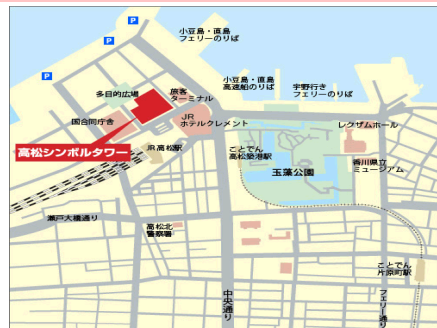 小豆島・直島
フェリーのりば
P
P
P
多目的広場
旅客
ターミナル
小豆島・直島
高速船のりば
宇野行き
フェリーのりば
国合同庁舎
JR
ホテルクレメント
レクザムホール
高松シンボルタワー
JR高松駅
ことでん
高松築港駅
玉藻公園
香川県立
ミュージアム
瀬戸大橋通り
高松北
警察署
ことでん
片原町駅
中央通り
フェリー通り